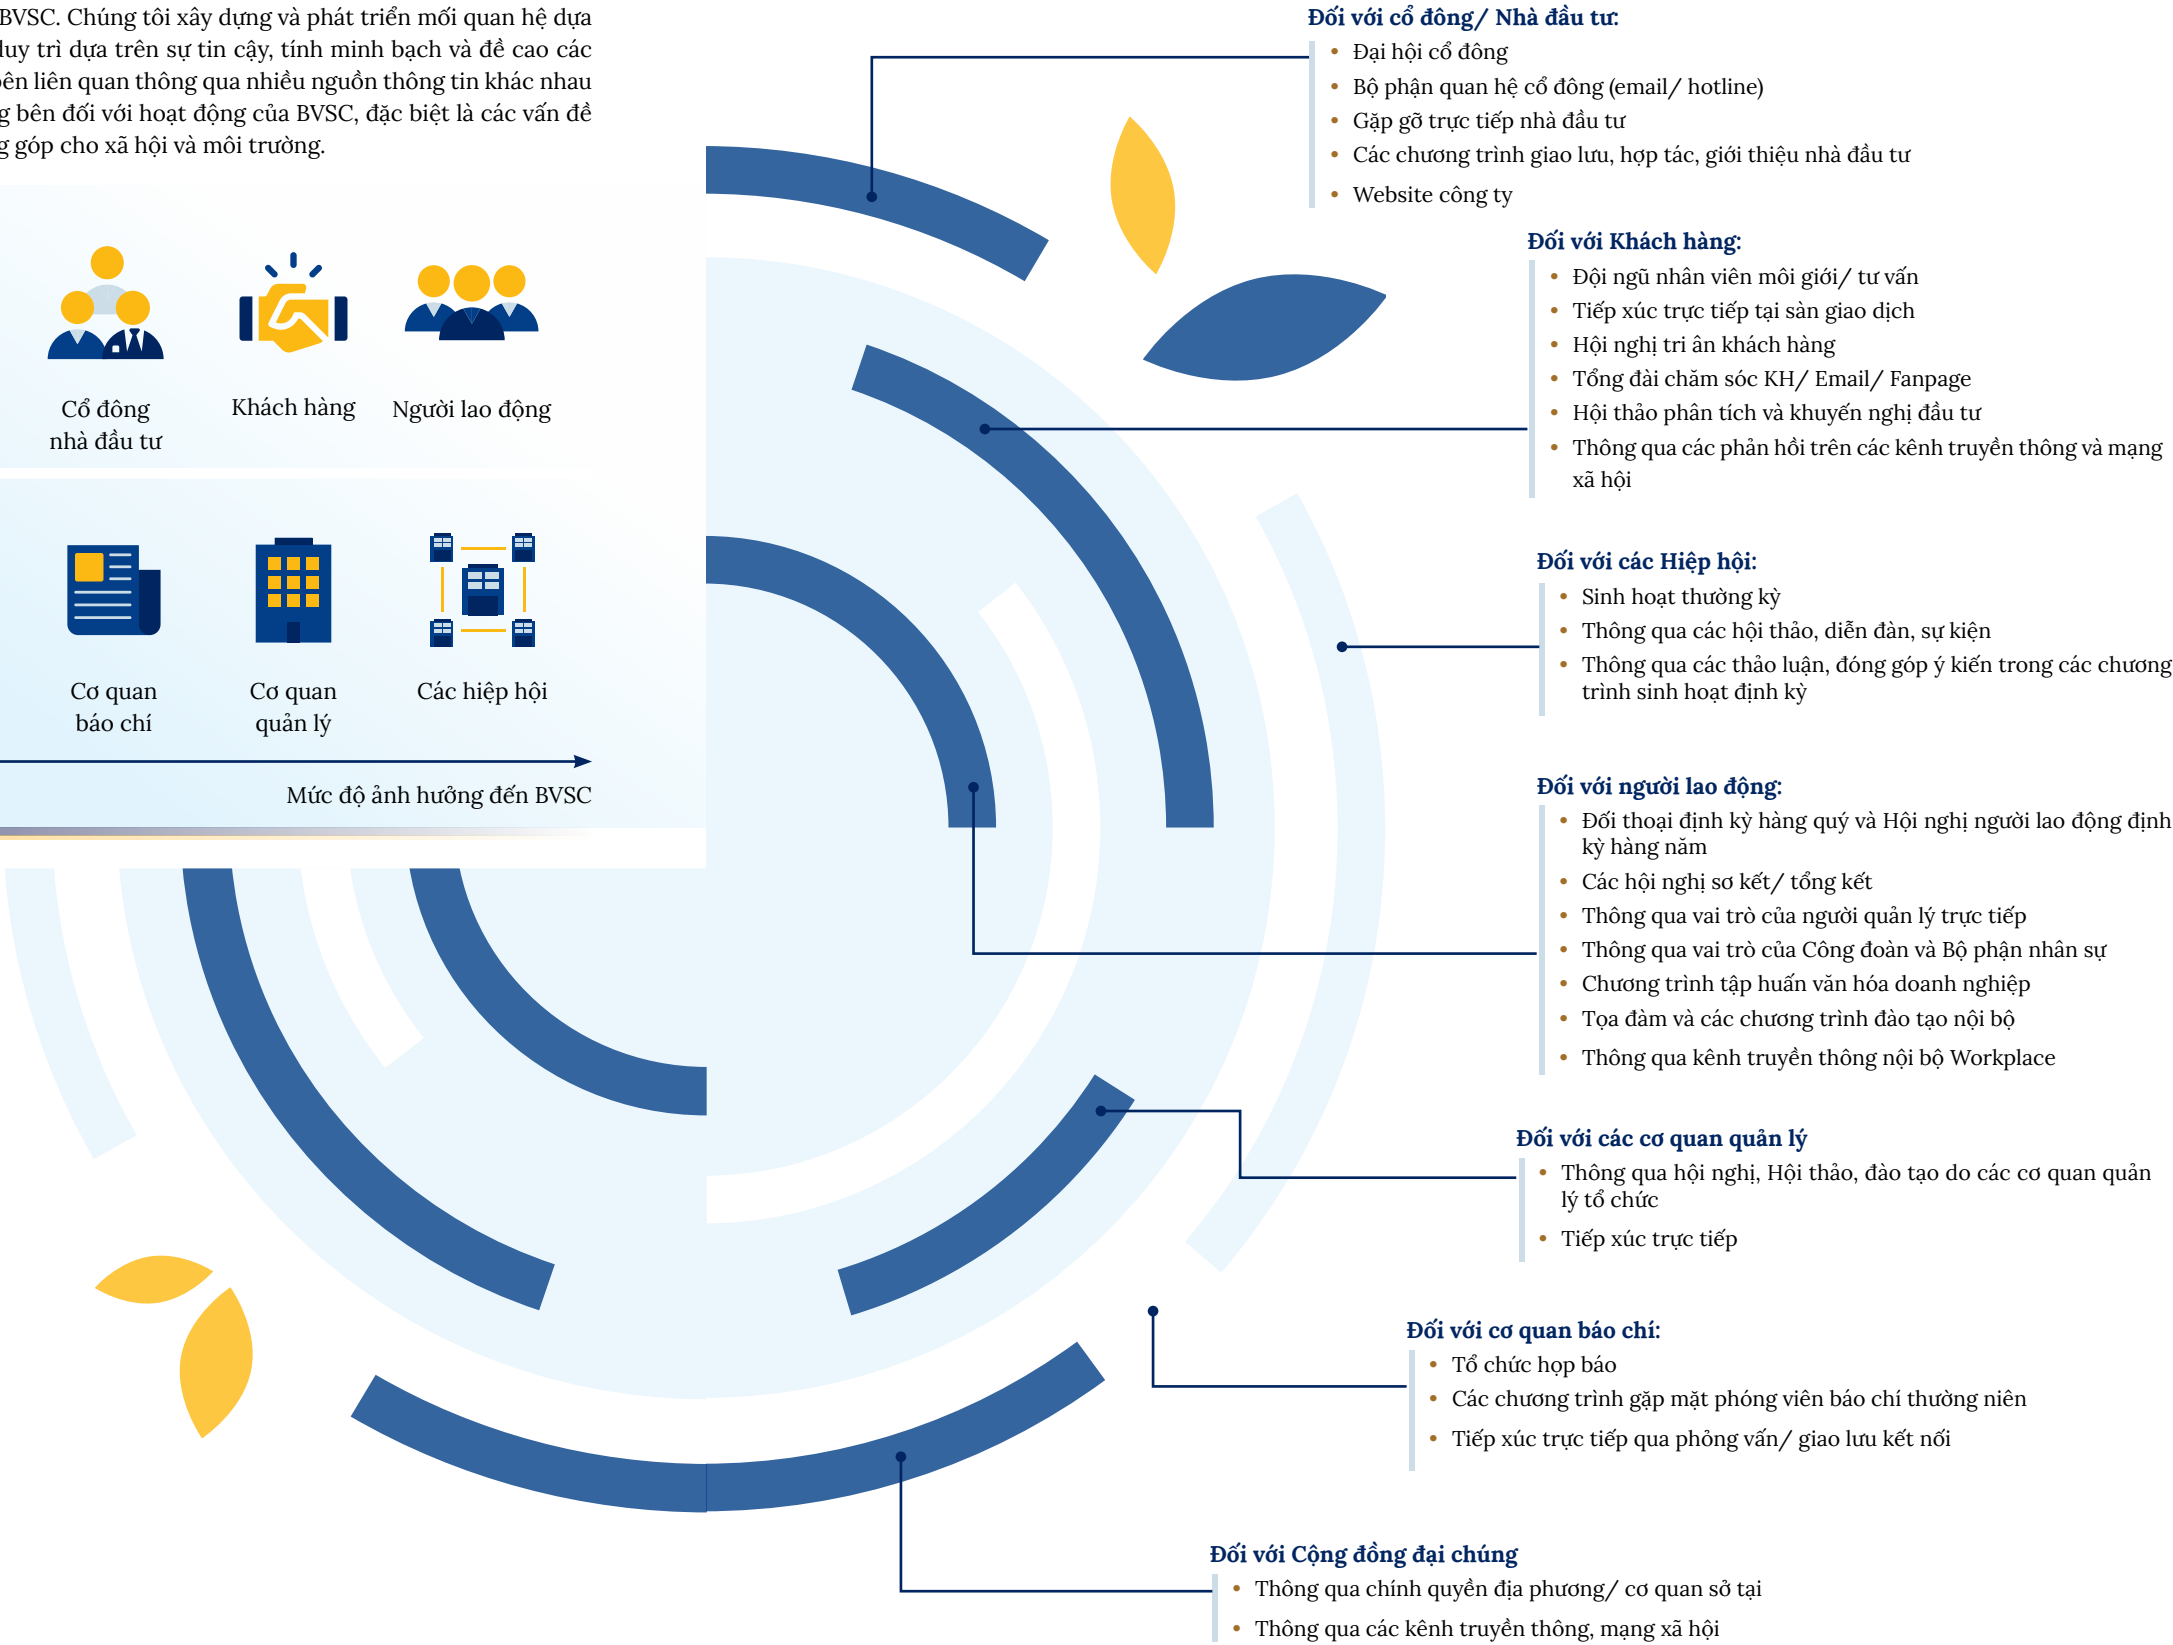 BVSC. Chúng tôi xây dựng và phát triển mối quan hệ dựa
duy trì dựa trên sự tin cậy, tính minh bạch và đề cao các
bên liên quan thông qua nhiều nguồn thông tin khác nhau
g bên đối với hoạt động của BVSC, đặc biệt là các vấn đề
g góp cho xã hội và môi trường.
Cổ đông
nhà đầu tư
Khách hàng
Người lao động
Cơ quan
báo chí
Cơ quan
quản lý
Các hiệp hội
Mức độ ảnh hưởng đến BVSC
Đối với cổ đông/ Nhà đầu tư:
• Đại hội cổ đông
• Bộ phận quan hệ cổ đông (email/ hotline)
• Gặp gỡ trực tiếp nhà đầu tư
• Các chương trình giao lưu, hợp tác, giới thiệu nhà đầu tư
• Website công ty
Đối với Khách hàng:
• Đội ngũ nhân viên môi giới/ tư vấn
• Tiếp xúc trực tiếp tại sàn giao dịch
• Hội nghị tri ân khách hàng
• Tổng đài chăm sóc KH/ Email/ Fanpage
• Hội thảo phân tích và khuyến nghị đầu tư
• Thông qua các phản hồi trên các kênh truyền thông và mạng
xã hội
Đối với các Hiệp hội:
• Sinh hoạt thường kỳ
• Thông qua các hội thảo, diễn đàn, sự kiện
• Thông qua các thảo luận, đóng góp ý kiến trong các chương
trình sinh hoạt định kỳ
Đối với người lao động:
• Đối thoại định kỳ hàng quý và Hội nghị người lao động định
kỳ hàng năm
• Các hội nghị sơ kết/ tổng kết
• Thông qua vai trò của người quản lý trực tiếp
• Thông qua vai trò của Công đoàn và Bộ phận nhân sự
• Chương trình tập huấn văn hóa doanh nghiệp
• Tọa đàm và các chương trình đào tạo nội bộ
• Thông qua kênh truyền thông nội bộ Workplace
Đối với các cơ quan quản lý
• Thông qua hội nghị, Hội thảo, đào tạo do các cơ quan quản
lý tổ chức
• Tiếp xúc trực tiếp
Đối với cơ quan báo chí:
• Tổ chức họp báo
• Các chương trình gặp mặt phóng viên báo chí thường niên
• Tiếp xúc trực tiếp qua phỏng vấn/ giao lưu kết nối
Đối với Cộng đồng đại chúng
• Thông qua chính quyền địa phương/ cơ quan sở tại
• Thông qua các kênh truyền thông, mạng xã hội